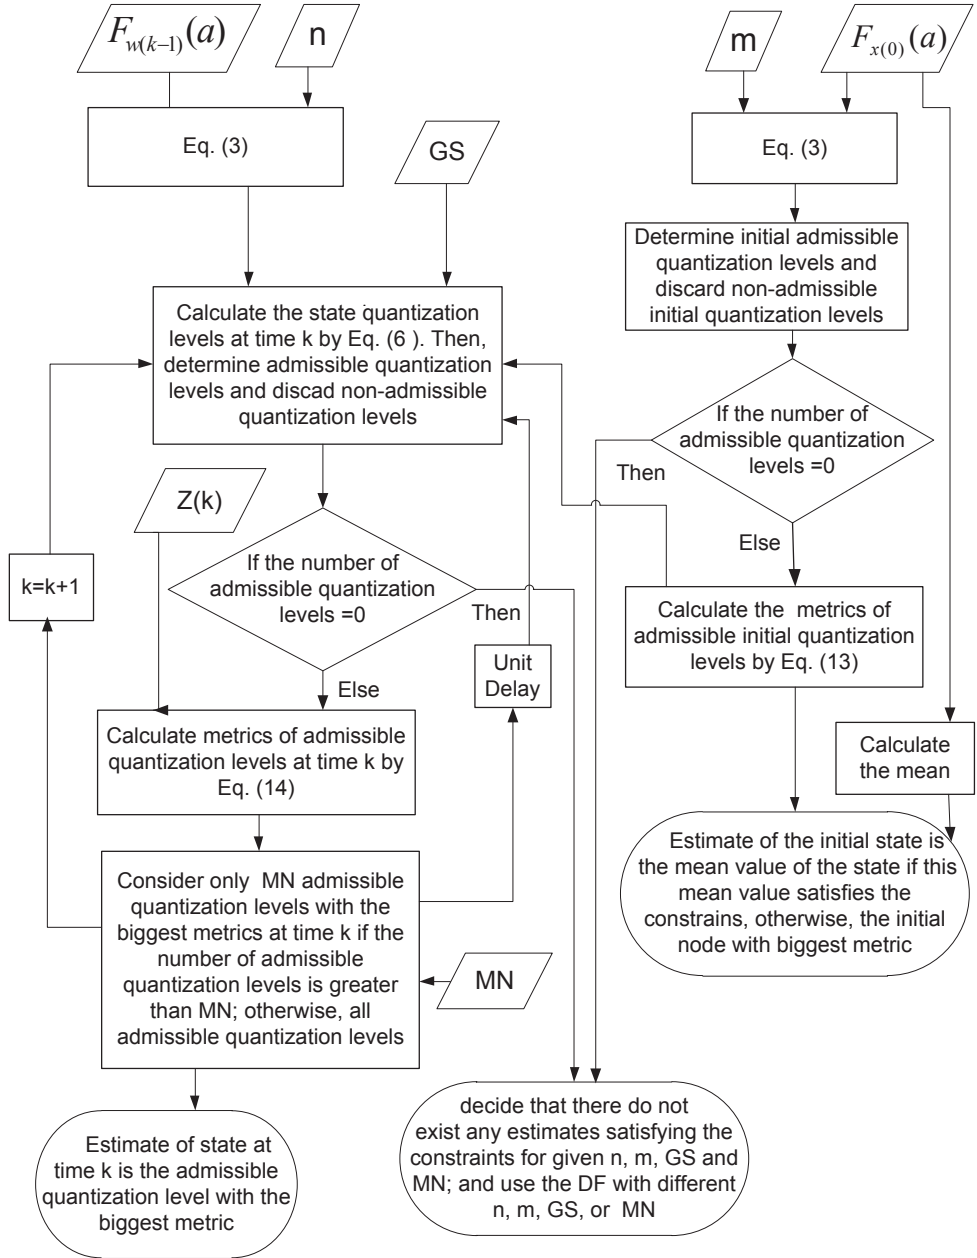 F_{w(k-1)}(a)
n
m
F_{x(0)}(a)
Eq. (3)
GS
Eq. (3)
Determine initial admissible
quantization levels and
discard non-admissible
initial quantization levels
Calculate the state quantization
levels at time k by Eq. (6 ). Then,
determine admissible quantization
levels and discad non-admissible
quantization levels
If the number of
admissible quantization
levels =0
Then
Else
Z(k)
k=k+1
If the number of
admissible quantization
levels =0
Then
Else
Unit
Delay
Calculate the metrics of
admissible initial quantization
levels by Eq. (13)
Calculate metrics of admissible
quantization levels at time k by
Eq. (14)
Calculate
the mean
Consider only MN admissible
quantization levels with the
biggest metrics at time k if the
number of admissible
quantization levels is greater
than MN; otherwise, all
admissible quantization levels
MN
Estimate of the initial state is
the mean value of the state if this
mean value satisfies the
constrains, otherwise, the initial
node with biggest metric
Estimate of state at
time k is the admissible
quantization level with the
biggest metric
decide that there do not
exist any estimates satisfying the
constraints for given n, m, GS and
MN; and use the DF with different
n, m, GS, or MN